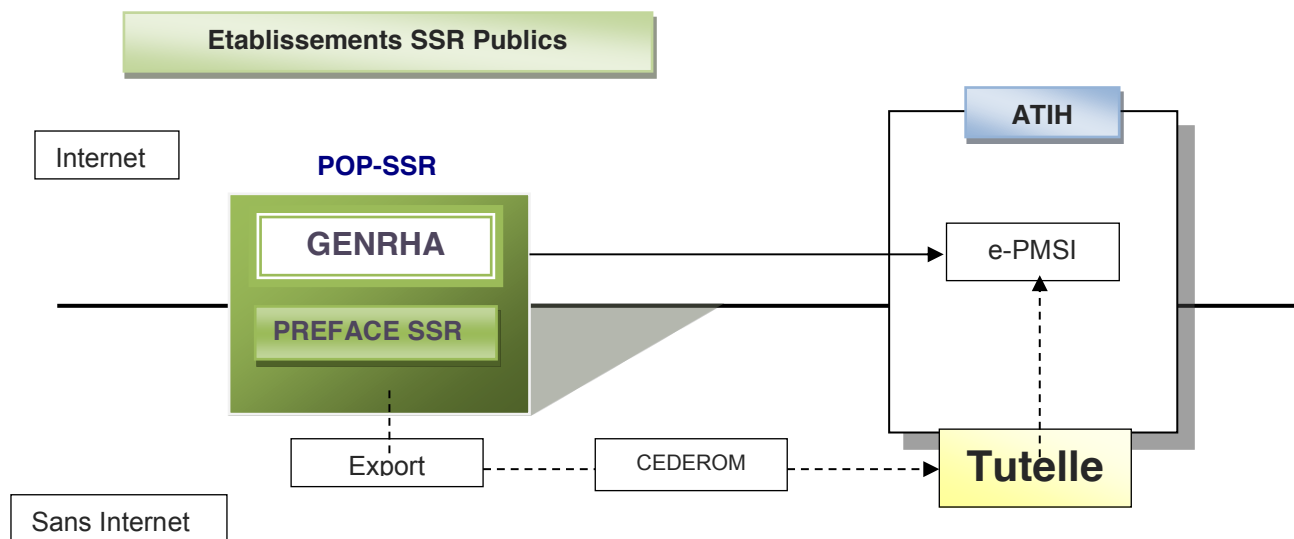 Etablissements SSR Publics
ATIH
Internet
POP-SSR
GENRHA
e-PMSI
PREFACE SSR
Export
CEDEROM
Tutelle
Sans Internet